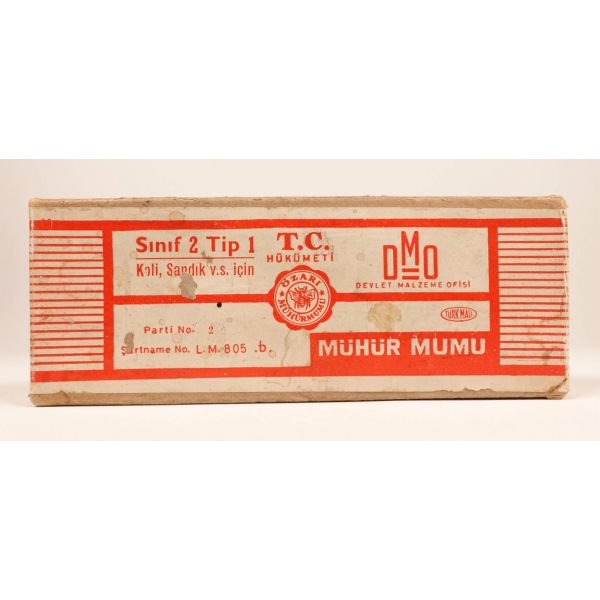 Sınıf 2 Tip 1
Koli, Sandık v.s. için
T.C.
HÜKÜMETİ
DMO
DEVLET MALZEME OFİSİ
ÖZARI
MÜHÜRMUMU
TÜRK MALI
Parti No. 2
Şartname No. L.M. 805 .b.
MÜHÜR MUMU